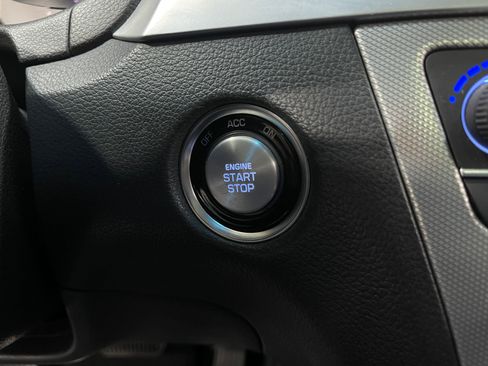 OFF ACC ON
ENGINE
START
STOP